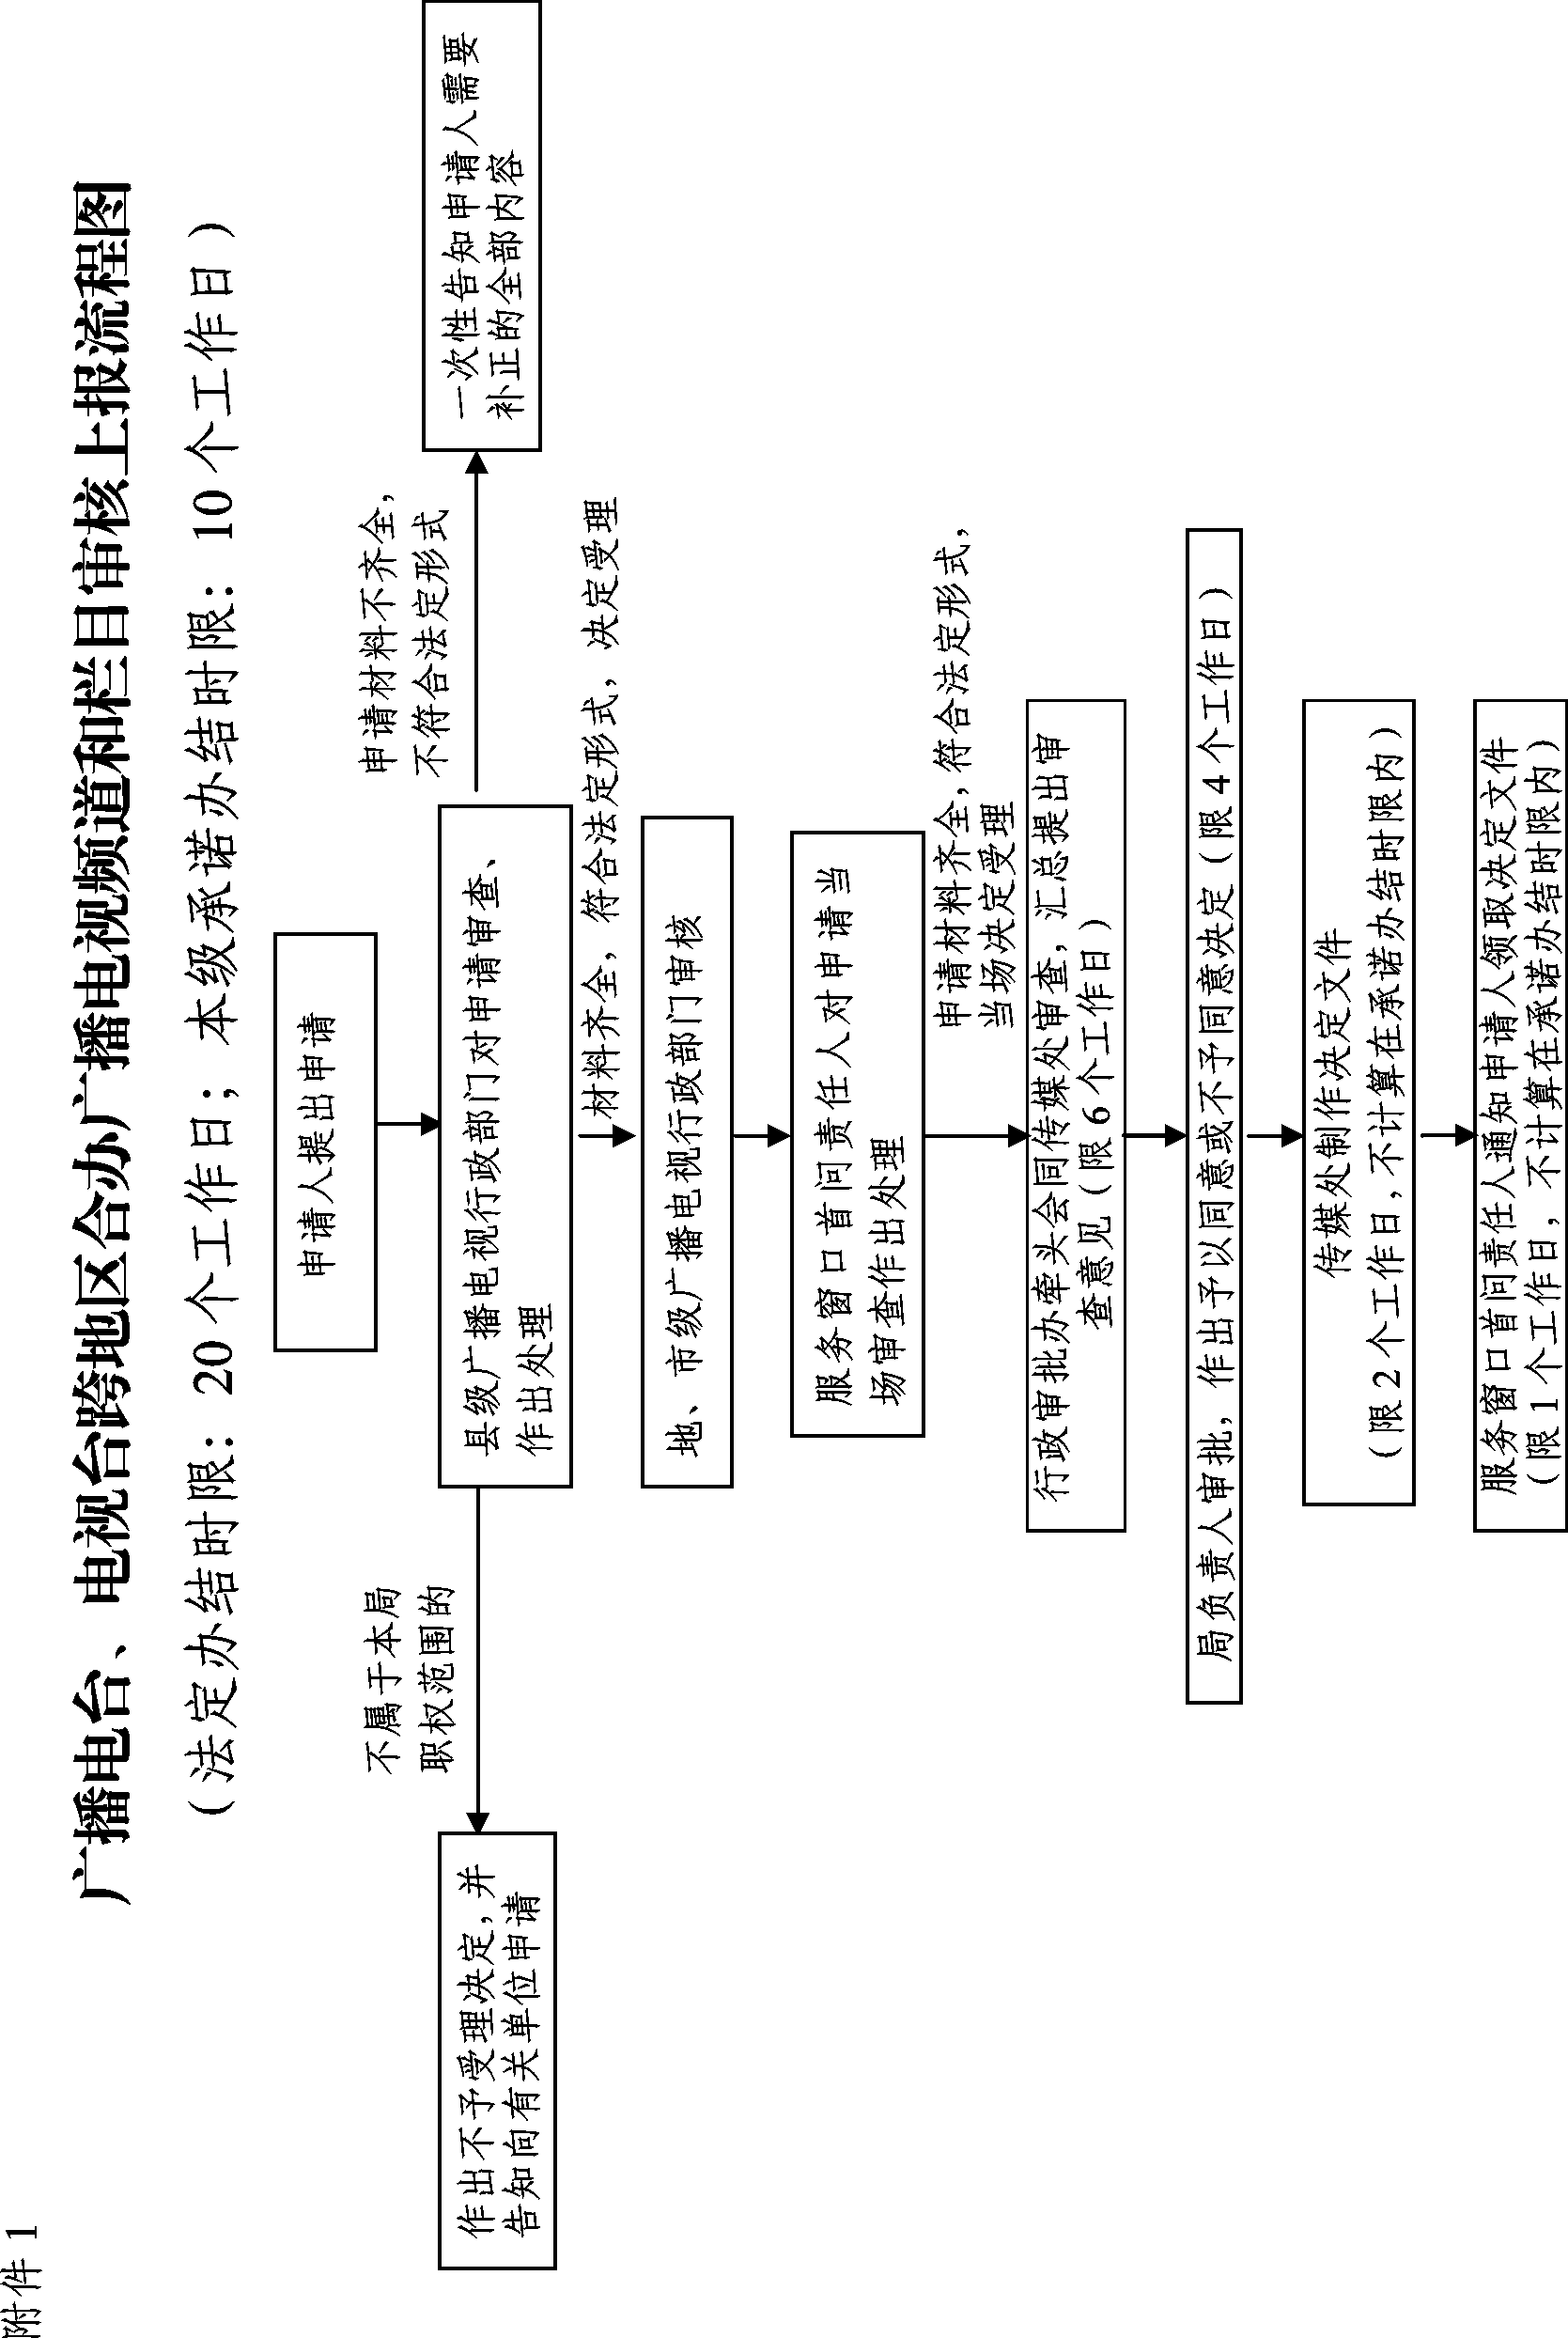 附件 1
广播电台、电视台跨地区合办广播电视频道和栏目审核上报流程图
（法定办结时限：20 个工作日；本级承诺办结时限：10 个工作日）
申请人提出申请
不属于本局
职权范围的
申请材料不齐全，
不符合法定形式
作出不予受理决定，并
告知向有关单位申请
县级广播电视行政部门对申请审查、
作出处理
一次性告知申请人需要
补正的全部内容
材料齐全，符合法定形式，决定受理
地、市级广播电视行政部门审核
服务窗口首问责任人对申请当
场审查作出处理
申请材料齐全，符合法定形式，
当场决定受理
行政审批办牵头会同传媒处审查，汇总提出审
查意见（限 6 个工作日）
局负责人审批，作出予以同意或不予同意决定（限 4 个工作日）
传媒处制作决定文件
（限 2 个工作日，不计算在承诺办结时限内）
服务窗口首问责任人通知申请人领取决定文件
（限 1 个工作日，不计算在承诺办结时限内）